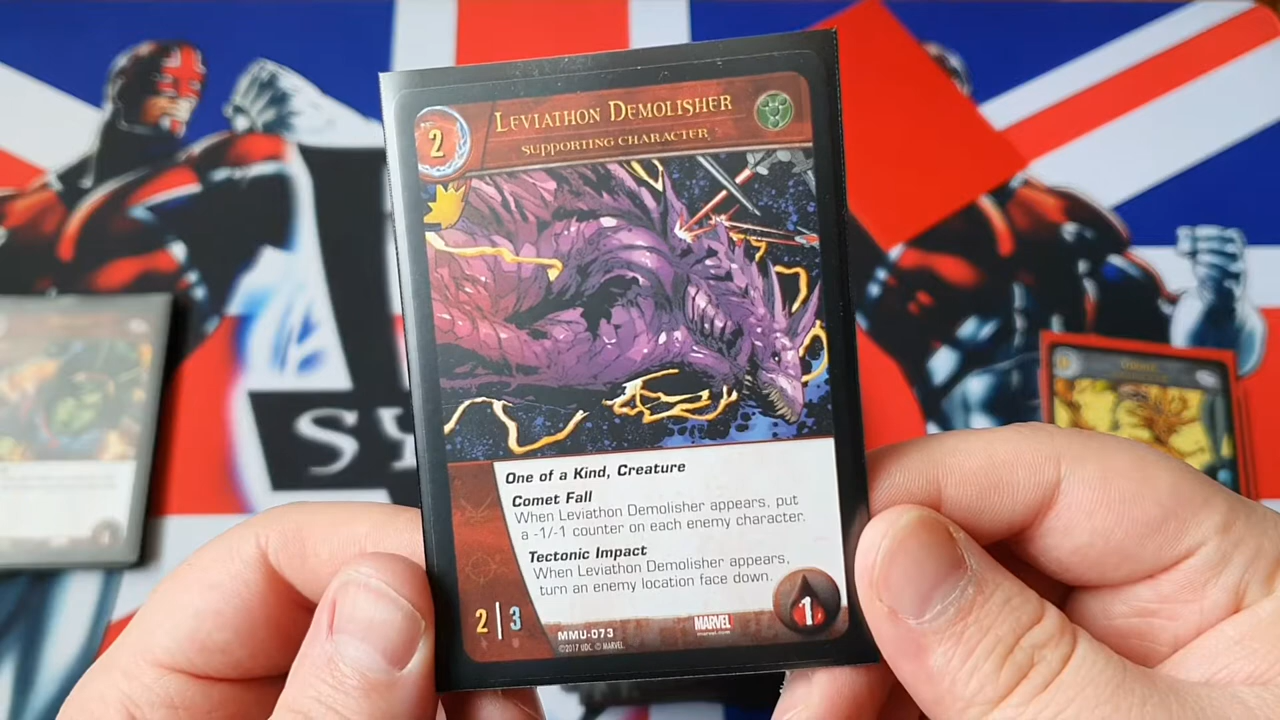 2
LEVIATHON DEMOLISHER
SUPPORTING CHARACTER
One of a Kind, Creature
Comet Fall
When Leviathon Demolisher appears, put
a -1/-1 counter on each enemy character.
Tectonic Impact
When Leviathon Demolisher appears,
turn an enemy location face down.
2 | 3
1
MMU-073
©2017 UDC. © MARVEL.
MARVEL
marvel.com
SY